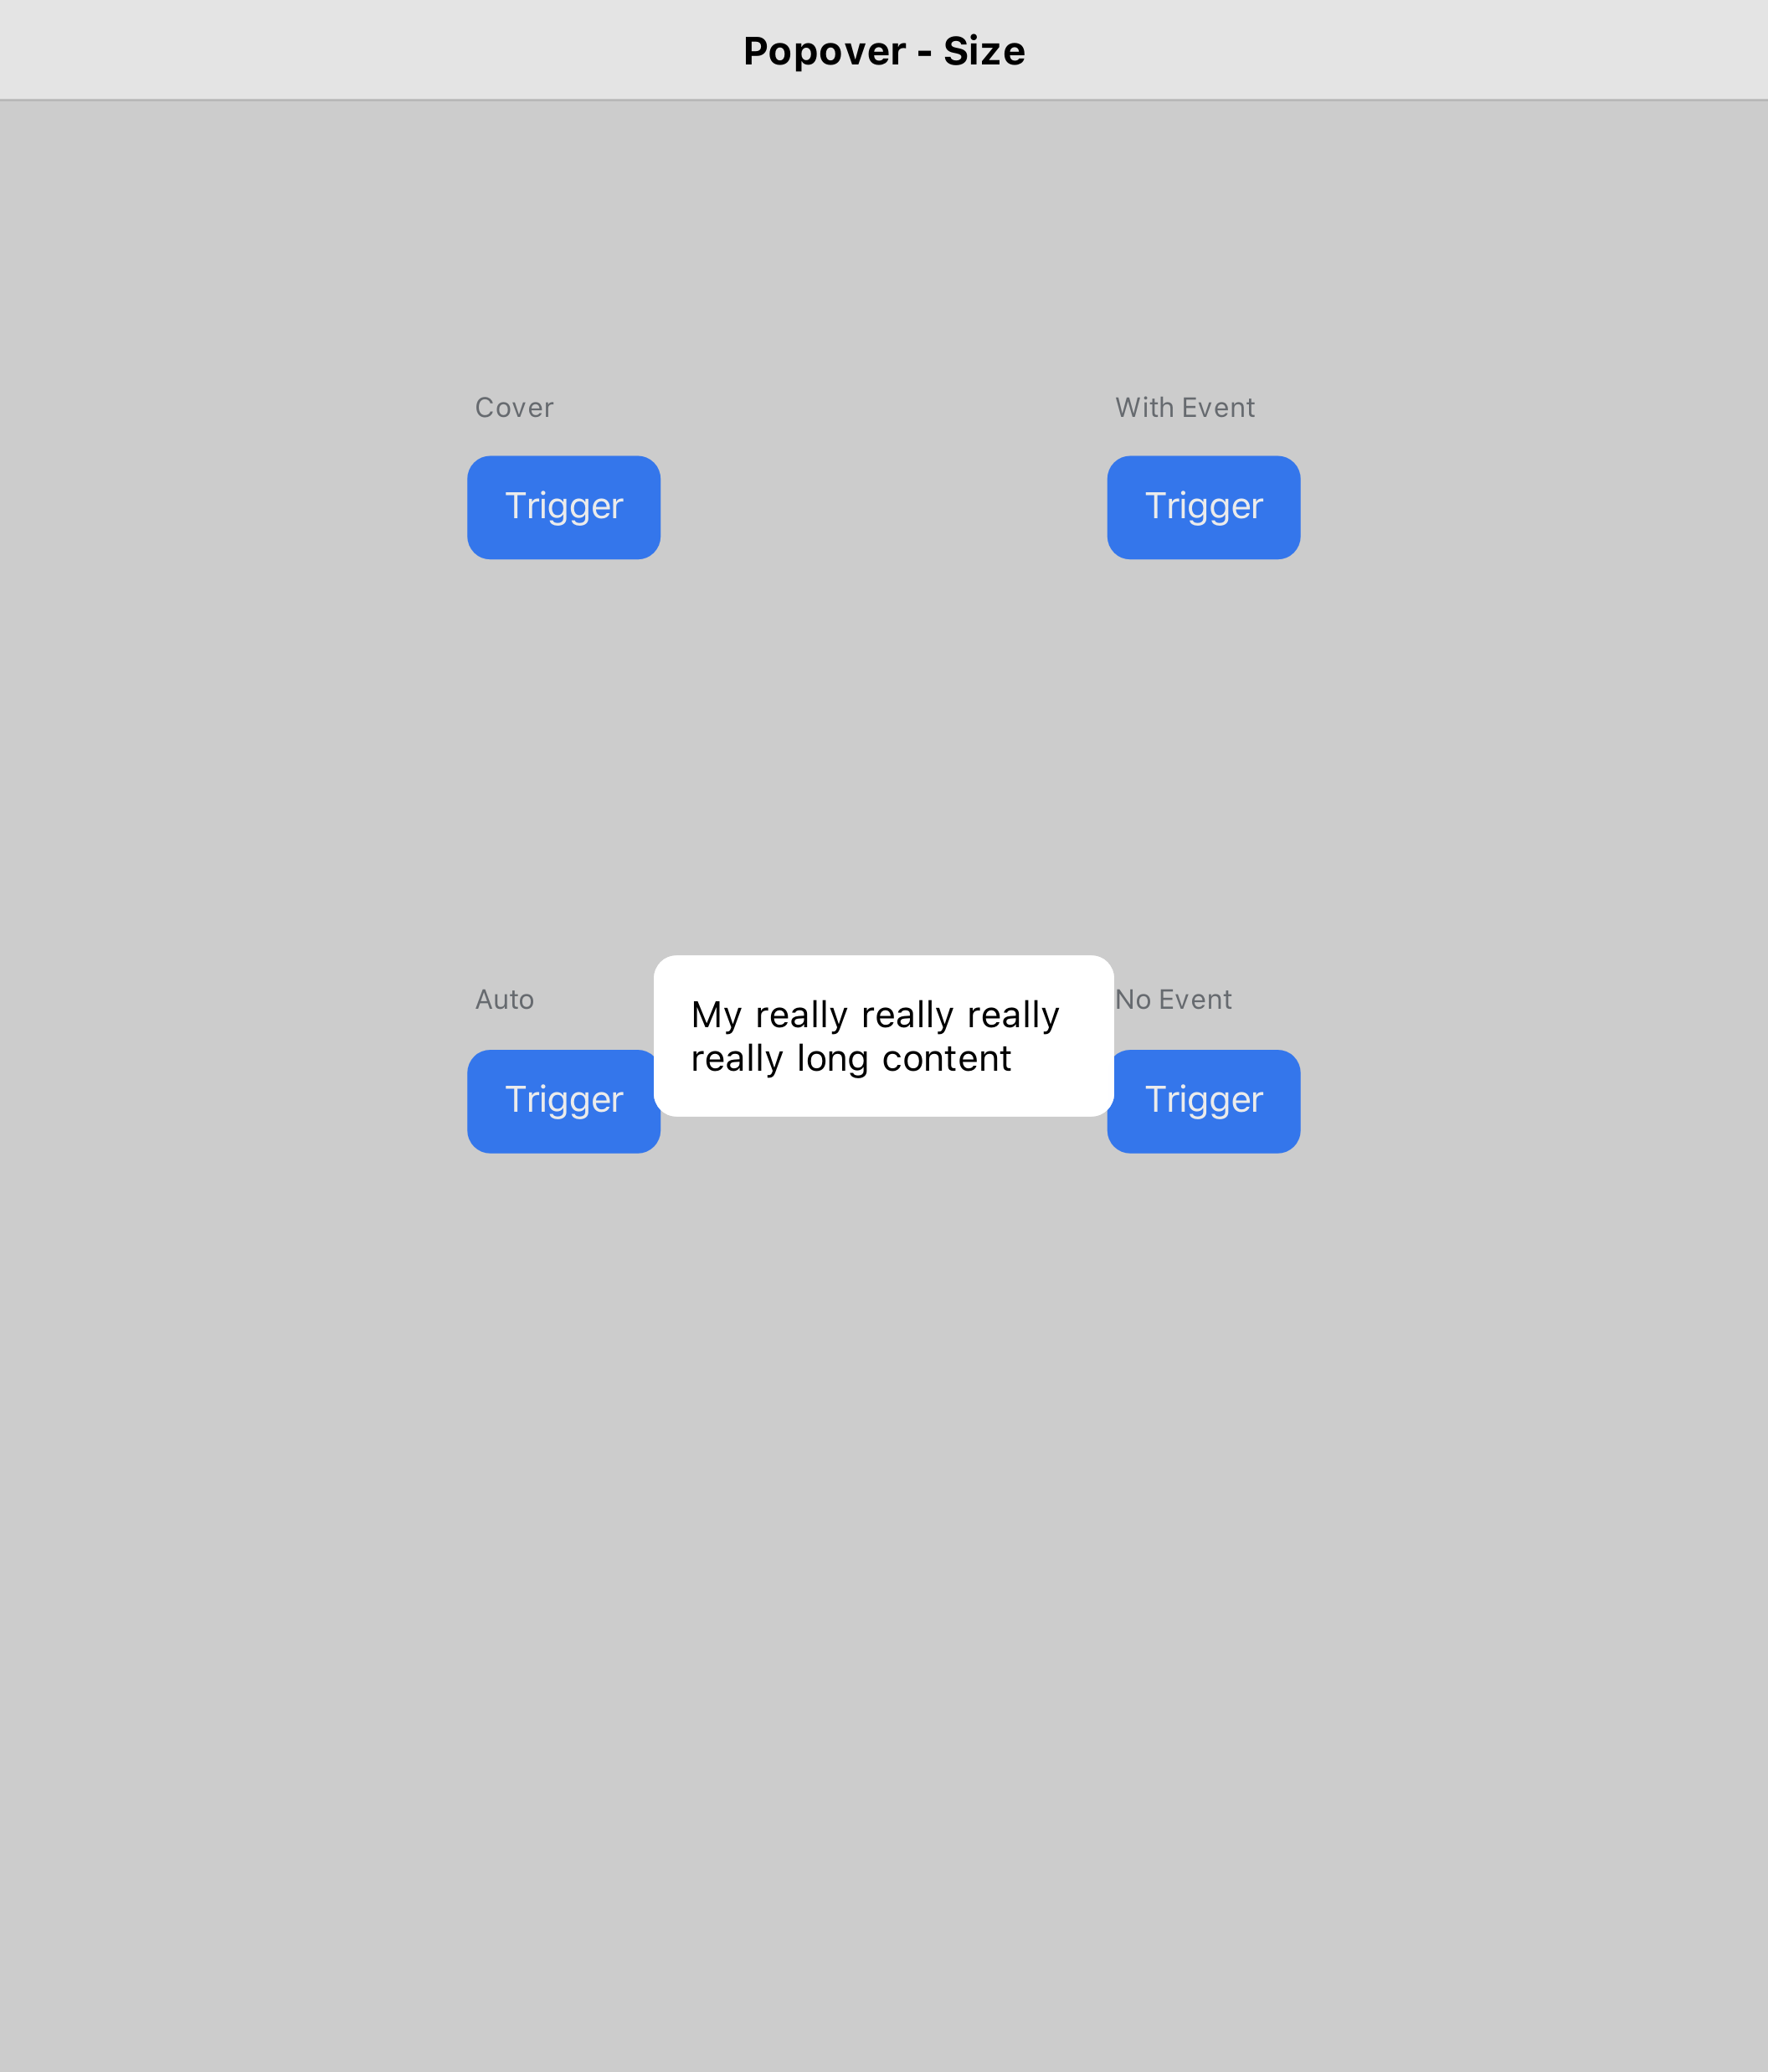 Popover - Size
Cover
With Event
Trigger
Trigger
Auto
My really really really
really long content
No Event
Trigger
Trigger